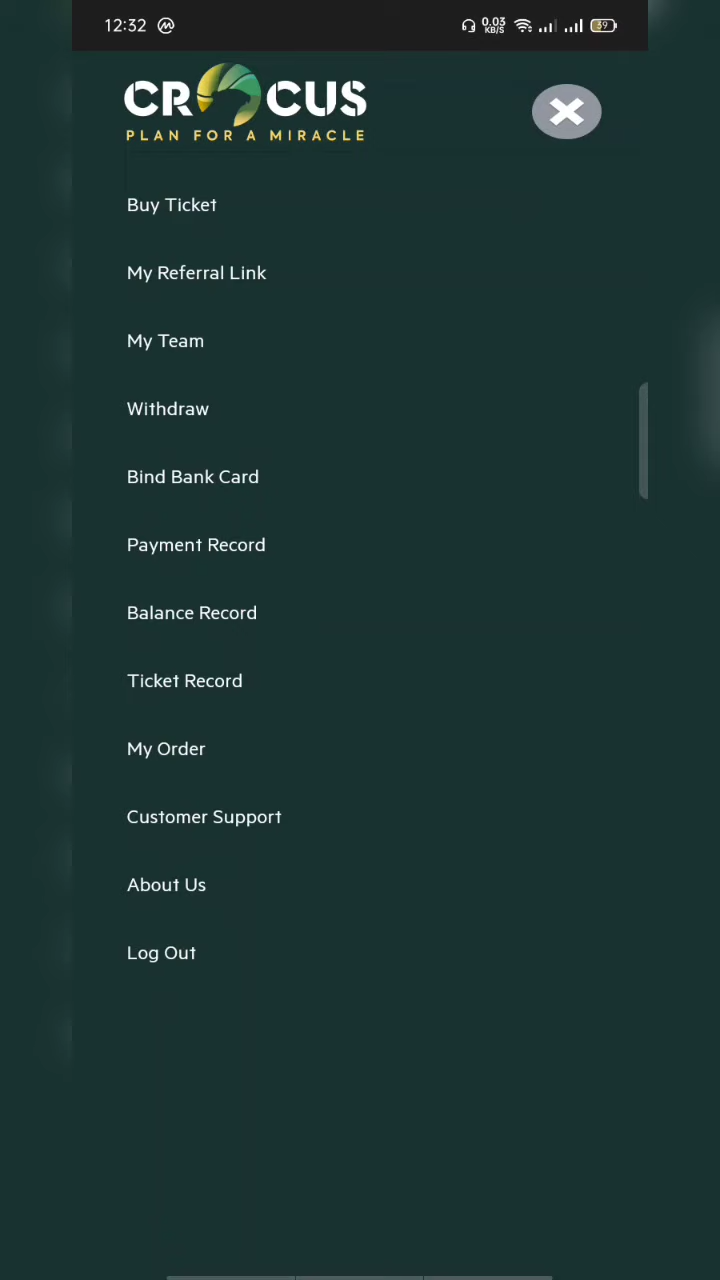 12:32
0.03 KB/S
39
CROCUS
PLAN FOR A MIRACLE
Buy Ticket
My Referral Link
My Team
Withdraw
Bind Bank Card
Payment Record
Balance Record
Ticket Record
My Order
Customer Support
About Us
Log Out